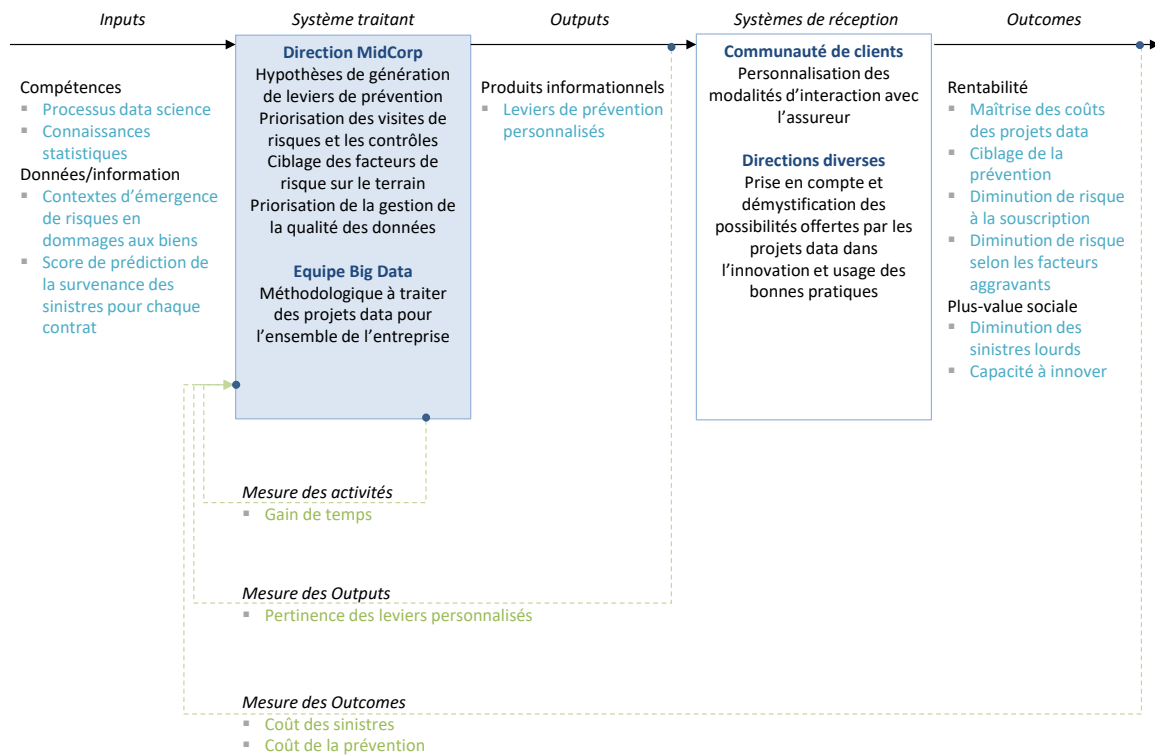 Inputs
Système traitant
Outputs
Systèmes de réception
Outcomes
Compétences
Processus data science
Connaissances
statistiques
Données/information
Contextes d'émergence
de risques en
dommages aux biens
Score de prédiction de
la survenance des
sinistres pour chaque
contrat
Direction MidCorp
Hypothèses de génération
de leviers de prévention
Priorisation des visites de
risques et les contrôles
Ciblage des facteurs de
risque sur le terrain
Priorisation de la gestion de
la qualité des données
Equipe Big Data
Méthodologique à traiter
des projets data pour
l'ensemble de l'entreprise
Produits informationnels
Leviers de prévention
personnalisés
Communauté de clients
Personnalisation des
modalités d'interaction avec
l'assureur
Directions diverses
Prise en compte et
démystification des
possibilités offertes par les
projets data dans
l'innovation et usage des
bonnes pratiques
Rentabilité
Maîtrise des coûts
des projets data
Ciblage de la
prévention
Diminution de risque
à la souscription
Diminution de risque
selon les facteurs
aggravants
Plus-value sociale
Diminution des
sinistres lourds
Capacité à innover
Mesure des activités
Gain de temps
Mesure des Outputs
Pertinence des leviers personnalisés
Mesure des Outcomes
Coût des sinistres
Coût de la prévention